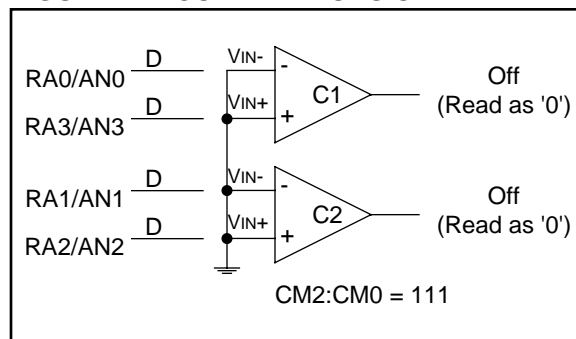 RA0/AN0 D VIN- - Off
C1 (Read as '0')
RA3/AN3 D VIN+ +
RA1/AN1 D VIN- - Off
C2 (Read as '0')
RA2/AN2 D VIN+ +
CM2:CM0 = 111